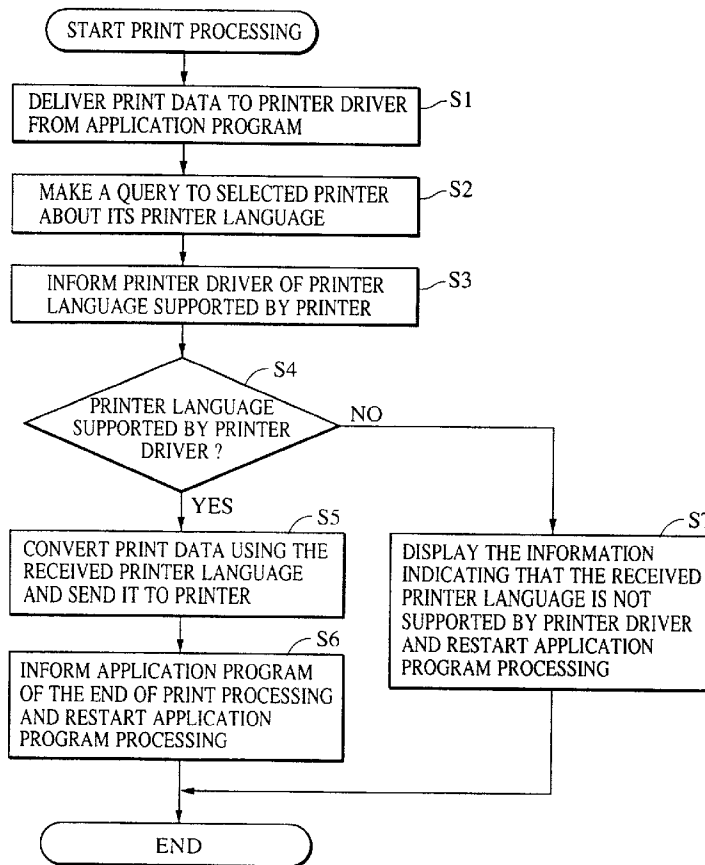 START PRINT PROCESSING
DELIVER PRINT DATA TO PRINTER DRIVER
FROM APPLICATION PROGRAM
S1
MAKE A QUERY TO SELECTED PRINTER
ABOUT ITS PRINTER LANGUAGE
S2
INFORM PRINTER DRIVER OF PRINTER
LANGUAGE SUPPORTED BY PRINTER
S3
S4
PRINTER LANGUAGE
SUPPORTED BY PRINTER
DRIVER ?
NO
YES
S5
CONVERT PRINT DATA USING THE
RECEIVED PRINTER LANGUAGE
AND SEND IT TO PRINTER
S6
INFORM APPLICATION PROGRAM
OF THE END OF PRINT PROCESSING
AND RESTART APPLICATION
PROGRAM PROCESSING
S7
DISPLAY THE INFORMATION
INDICATING THAT THE RECEIVED
PRINTER LANGUAGE IS NOT
SUPPORTED BY PRINTER DRIVER
AND RESTART APPLICATION
PROGRAM PROCESSING
END